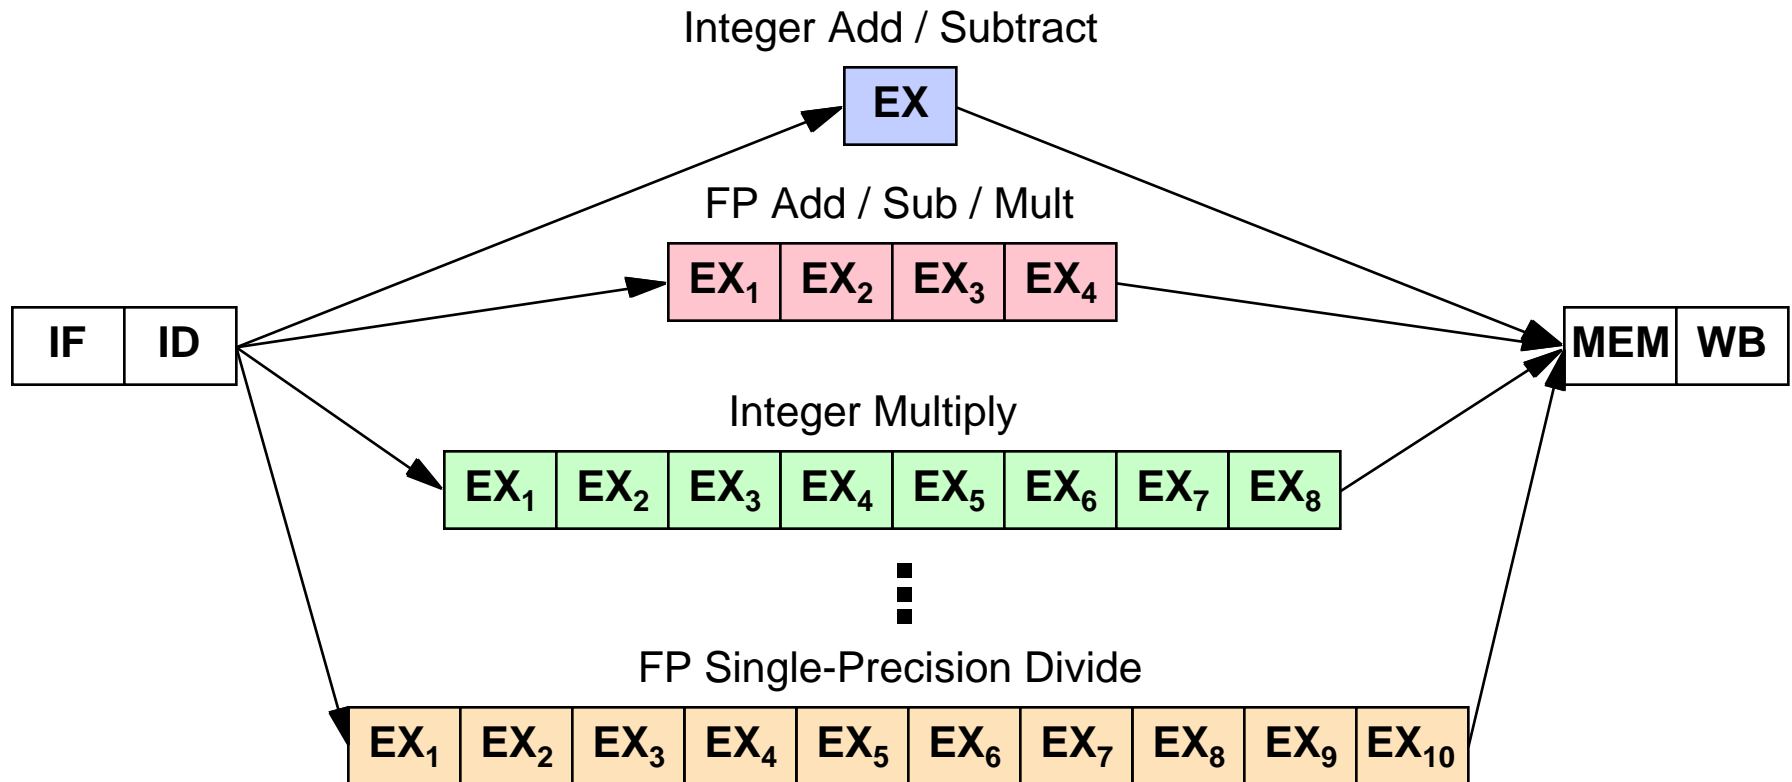 Integer Add / Subtract
EX
FP Add / Sub / Mult
EX₁ EX₂ EX₃ EX₄
IF ID
MEM WB
Integer Multiply
EX₁ EX₂ EX₃ EX₄ EX₅ EX₆ EX₇ EX₈
FP Single-Precision Divide
EX₁ EX₂ EX₃ EX₄ EX₅ EX₆ EX₇ EX₈ EX₉ EX₁₀